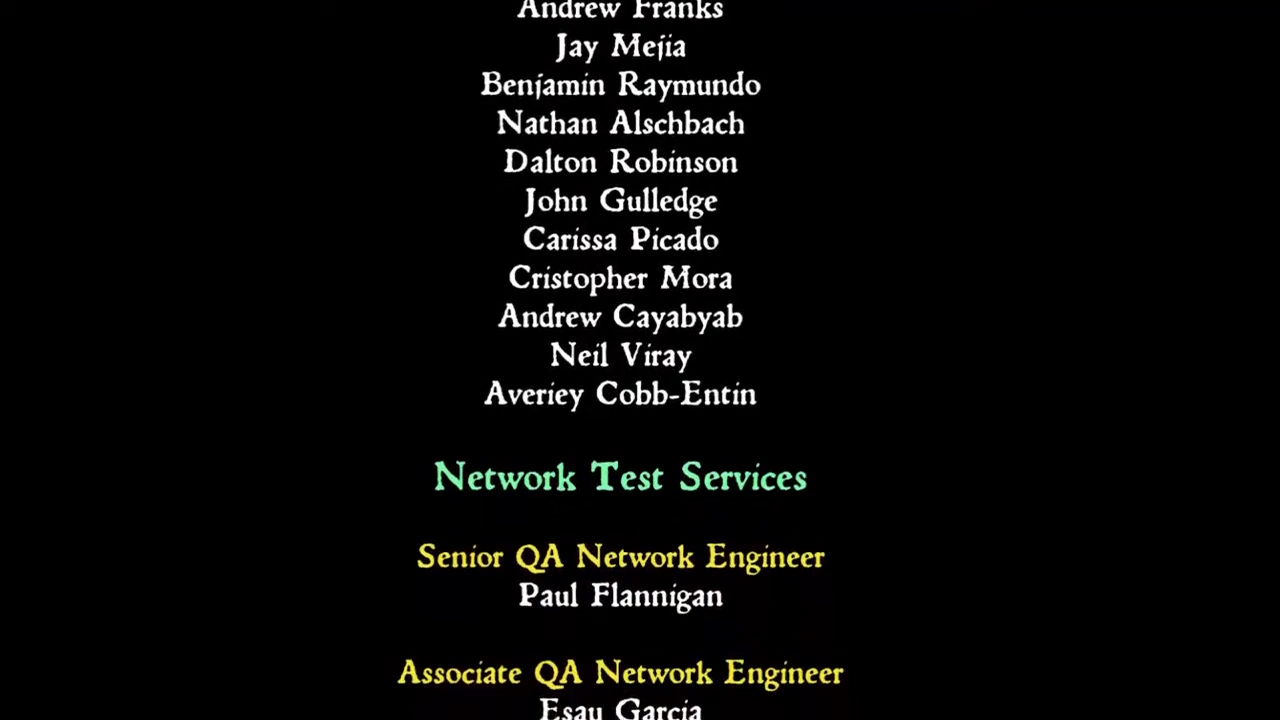 Andrew Franks
Jay Mejia
Benjamin Raymundo
Nathan Alschbach
Dalton Robinson
John Gulledge
Carissa Picado
Cristopher Mora
Andrew Cayabyab
Neil Viray
Averiey Cobb-Entin
Network Test Services
Senior QA Network Engineer
Paul Flannigan
Associate QA Network Engineer
Esau Garcia